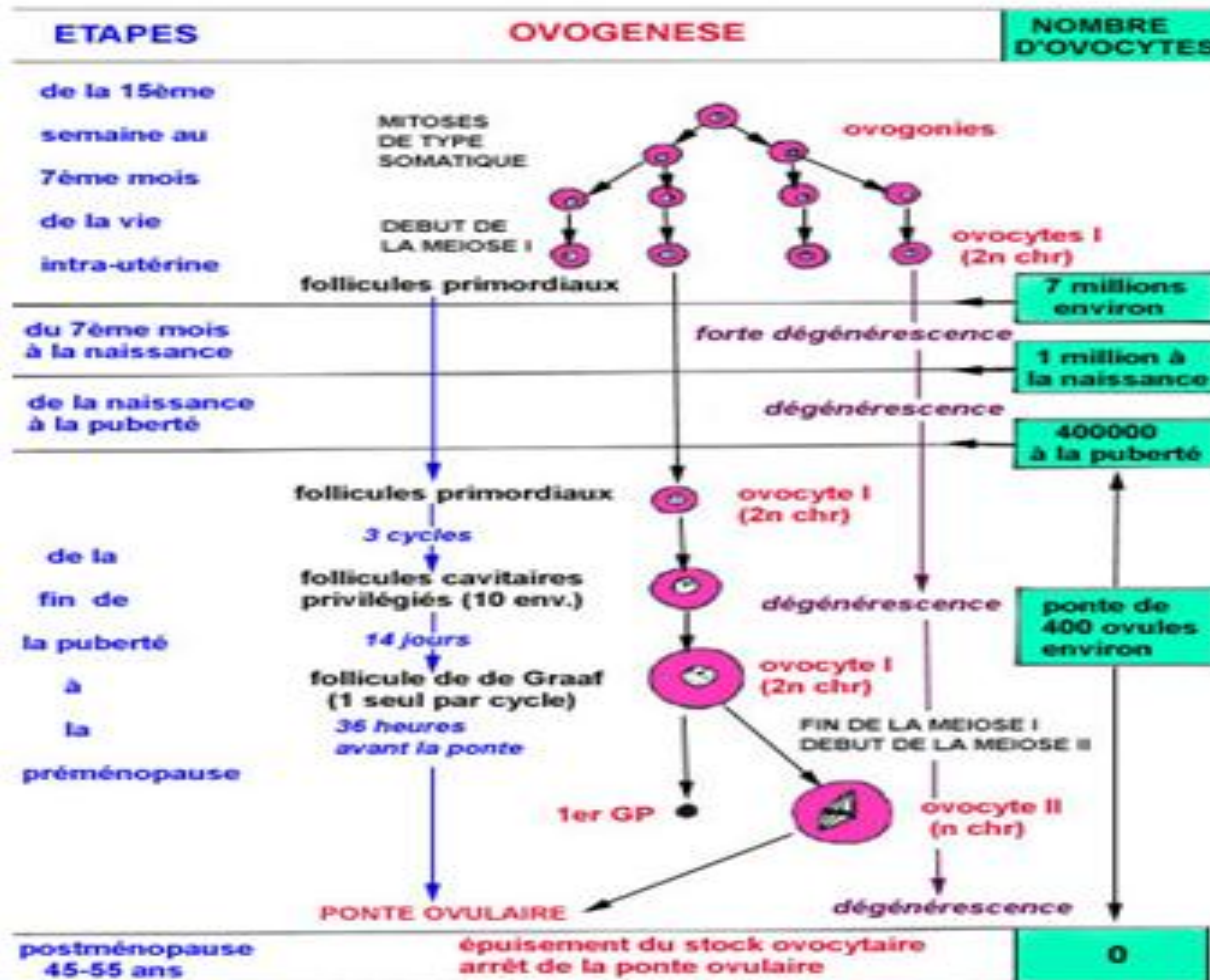 ETAPES
OVOGENESE
NOMBRE
D'OVOCYTES
de la 15ème
semaine au
7ème mois
de la vie
intra-utérine
MITOSES
DE TYPE
SOMATIQUE
ovogonies
DEBUT DE
LA MEIOSE I
ovocytes I
(2n chr)
follicules primordiaux
7 millions
environ
du 7ème mois
à la naissance
forte dégénérescence
1 million à
la naissance
de la naissance
à la puberté
dégénérescence
400000
à la puberté
follicules primordiaux
ovocyte I
(2n chr)
3 cycles
de la
fin de
la puberté
à
la
préménopause
follicules cavitaires
privilégiés (10 env.)
dégénérescence
ponte de
400 ovules
environ
14 jours
follicule de de Graaf
(1 seul par cycle)
ovocyte I
(2n chr)
36 heures
avant la ponte
FIN DE LA MEIOSE I
DEBUT DE LA MEIOSE II
1er GP
ovocyte II
(n chr)
PONTE OVULAIRE
dégénérescence
postménopause
45-55 ans
épuisement du stock ovocytaire
arrêt de la ponte ovulaire
0